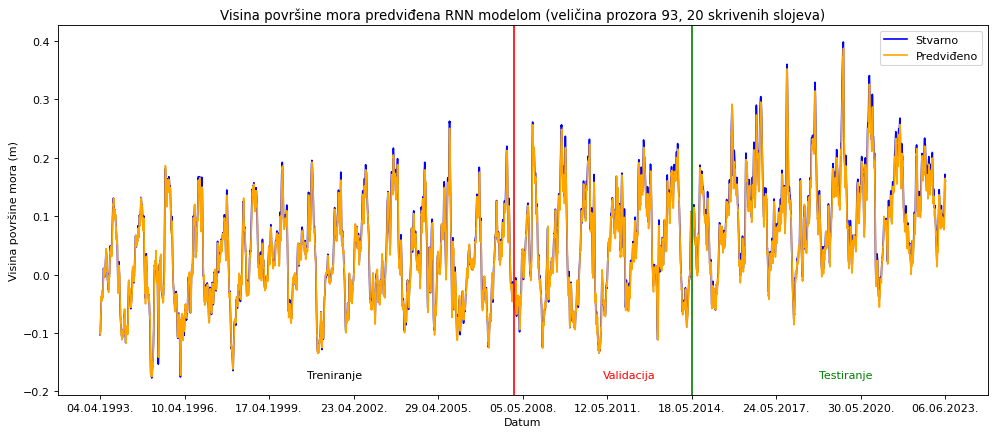 Visina površine mora predviđena RNN modelom (veličina prozora 93, 20 skrivenih slojeva)
Stvarno
Predviđeno
Visina površine mora (m)
0.4
0.3
0.2
0.1
0.0
−0.1
−0.2
Treniranje
Validacija
Testiranje
04.04.1993.
10.04.1996.
17.04.1999.
23.04.2002.
29.04.2005.
05.05.2008.
12.05.2011.
18.05.2014.
24.05.2017.
30.05.2020.
06.06.2023.
Datum